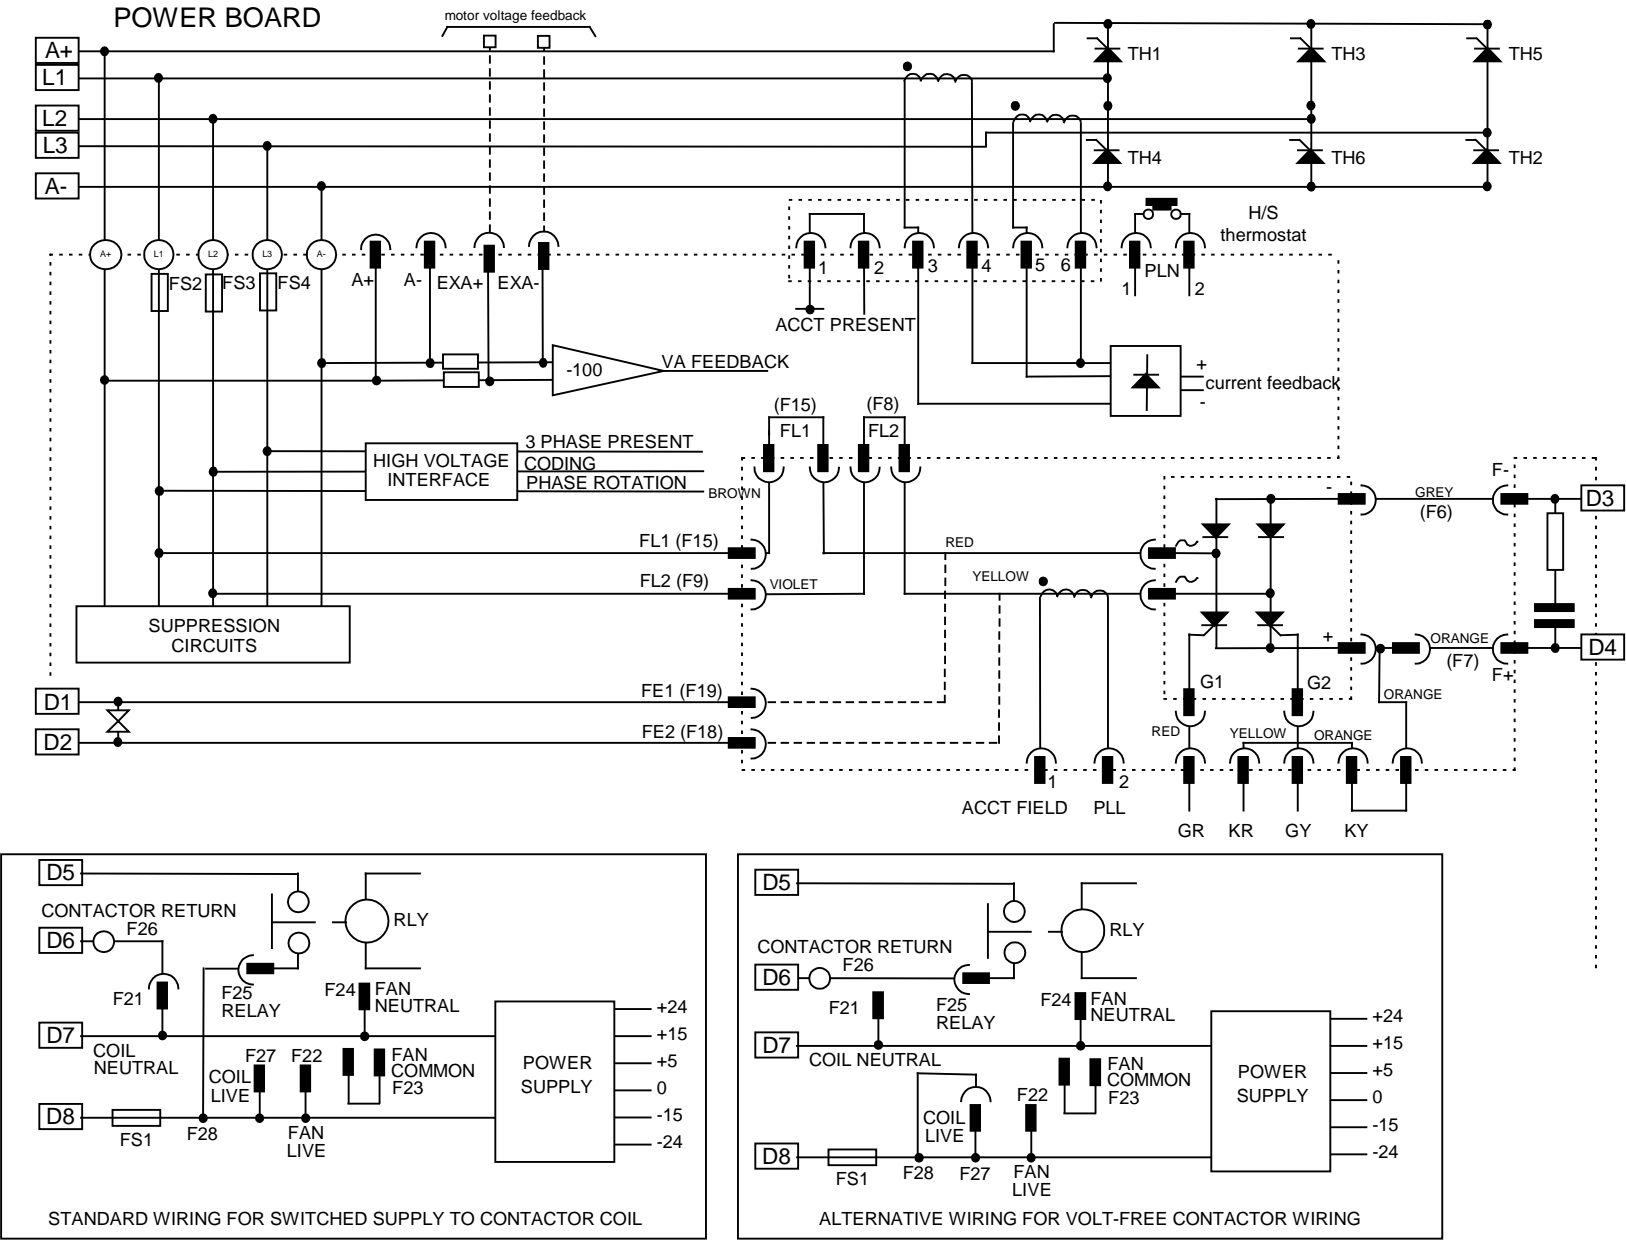 POWER BOARD
motor voltage feedback
A+
L1
L2
L3
A-
TH1
TH3
TH5
TH4
TH6
TH2
H/S
thermostat
A+
L1
L2
L3
A-
FS2
FS3
FS4
A+
A-
EXA+
EXA-
1
2
3
4
5
6
PLN
1
2
ACCT PRESENT
-100
VA FEEDBACK
+
current feedback
-
(F15)
FL1
(F8)
FL2
HIGH VOLTAGE
INTERFACE
3 PHASE PRESENT
CODING
PHASE ROTATION
BROWN
FL1 (F15)
RED
FL2 (F9)
VIOLET
YELLOW
-
GREY
(F6)
F-
D3
+
ORANGE
(F7)
F+
D4
SUPPRESSION
CIRCUITS
D1
FE1 (F19)
D2
FE2 (F18)
G1
G2
RED
YELLOW
ORANGE
ORANGE
1
2
ACCT FIELD
PLL
GR
KR
GY
KY
D5
CONTACTOR RETURN
F26
D6
RLY
F21
F25
RELAY
F24
FAN
NEUTRAL
D7
COIL
NEUTRAL
F27
COIL
LIVE
F22
FAN
COMMON
F23
D8
FS1
F28
FAN
LIVE
POWER
SUPPLY
+24
+15
+5
0
-15
-24
STANDARD WIRING FOR SWITCHED SUPPLY TO CONTACTOR COIL
D5
CONTACTOR RETURN
F26
D6
RLY
F21
F25
RELAY
F24
FAN
NEUTRAL
D7
COIL NEUTRAL
COIL
LIVE
F22
FAN
COMMON
F23
D8
FS1
F28
F27
FAN
LIVE
POWER
SUPPLY
+24
+15
+5
0
-15
-24
ALTERNATIVE WIRING FOR VOLT-FREE CONTACTOR WIRING